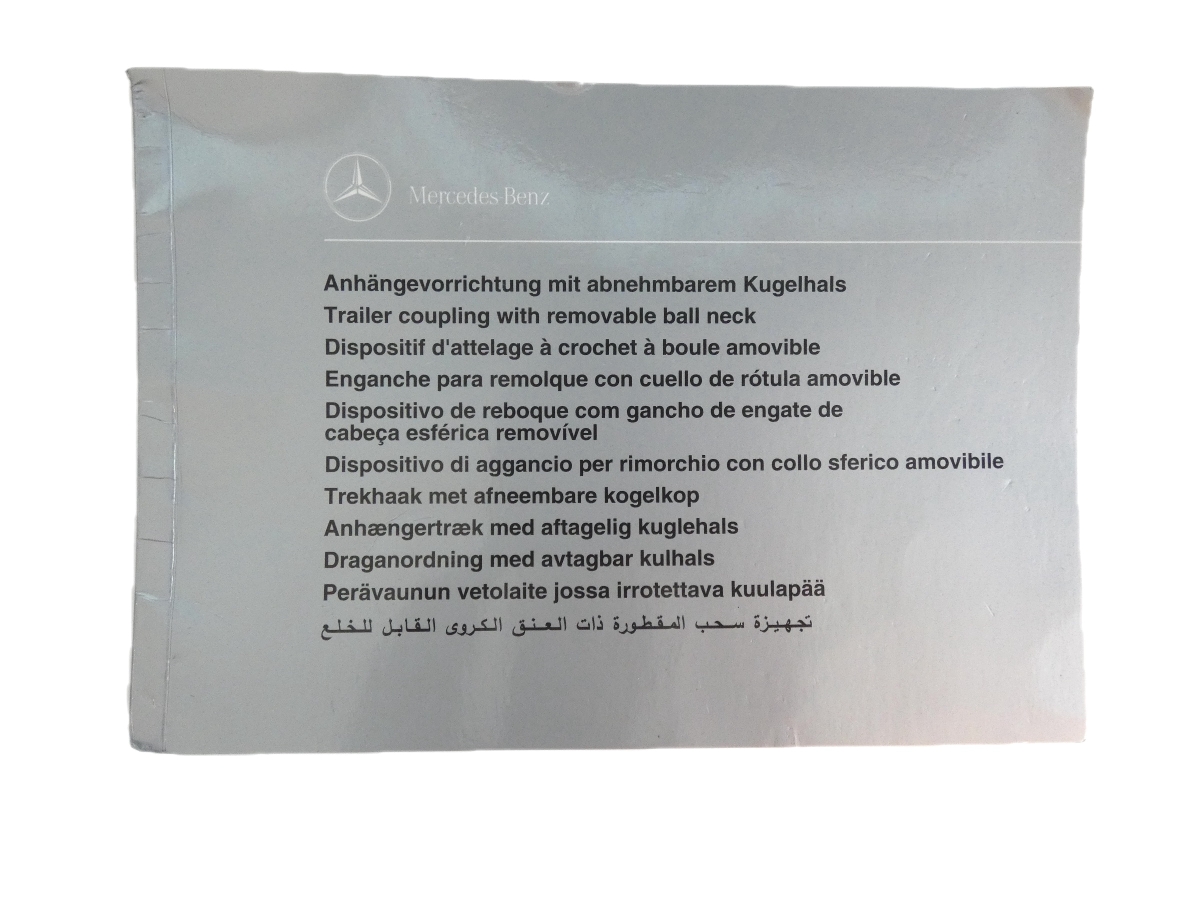 Mercedes-Benz
Anhängevorrichtung mit abnehmbarem Kugelhals
Trailer coupling with removable ball neck
Dispositif d'attelage à crochet à boule amovible
Enganche para remolque con cuello de rótula amovible
Dispositivo de reboque com gancho de engate de
cabeça esférica removível
Dispositivo di aggancio per rimorchio con collo sferico amovibile
Trekhaak met afneembare kogelkop
Anhængertræk med aftagelig kuglehals
Draganordning med avtagbar kulhals
Perävaunun vetolaite jossa irrotettava kuulapää
تجهيزة سحب المقطورة ذات العنق الكروى القابل للخلع